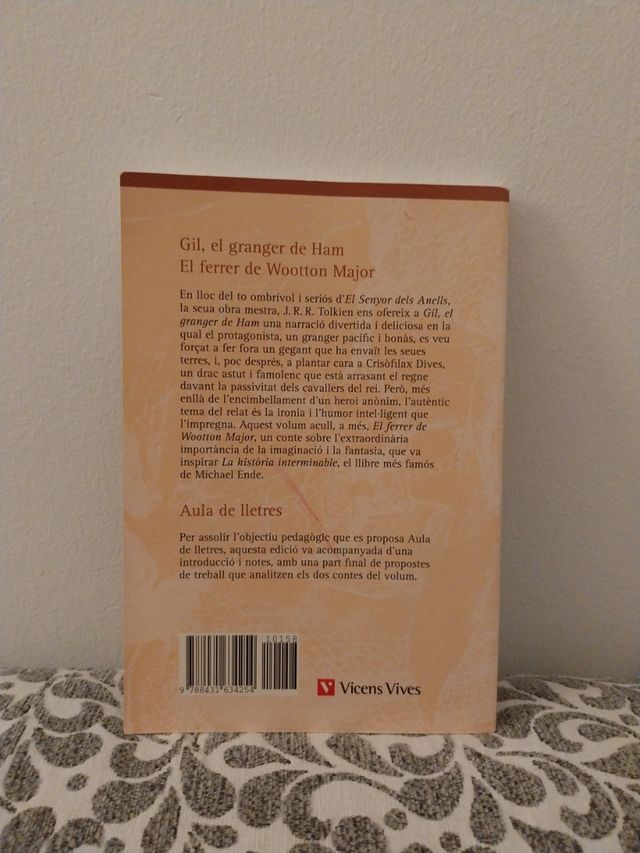 Gil, el granger de Ham
El ferrer de Wootton Major
En lloc del to ombrívol i seriós d'El Senyor dels Anells,
la seua obra mestra, J. R. R. Tolkien ens ofereix a Gil, el
granger de Ham una narració divertida i deliciosa en la
qual el protagonista, un granger pacífic i bonàs, es veu
forçat a fer fora un gegant que ha envaït les seues
terres, i, poc després, a plantar cara a Crisòfilax Dives,
un drac astut i famolenc que està arrasant el regne
davant la passivitat dels cavallers del rei. Però, més
enllà de l'encimbellament d'un heroi anònim, l'autèntic
tema del relat és la ironia i l'humor intel·ligent que
l'impregna. Aquest volum acull, a més, El ferrer de
Wootton Major, un conte sobre l'extraordinària
importància de la imaginació i la fantasia, que va
inspirar La història interminable, el llibre més famós
de Michael Ende.
Aula de lletres
Per assolir l'objectiu pedagògic que es proposa Aula
de lletres, aquesta edició va acompanyada d'una
introducció i notes, amb una part final de propostes
de treball que analitzen els dos contes del volum.
10158
9 788431 634254
Vicens Vives